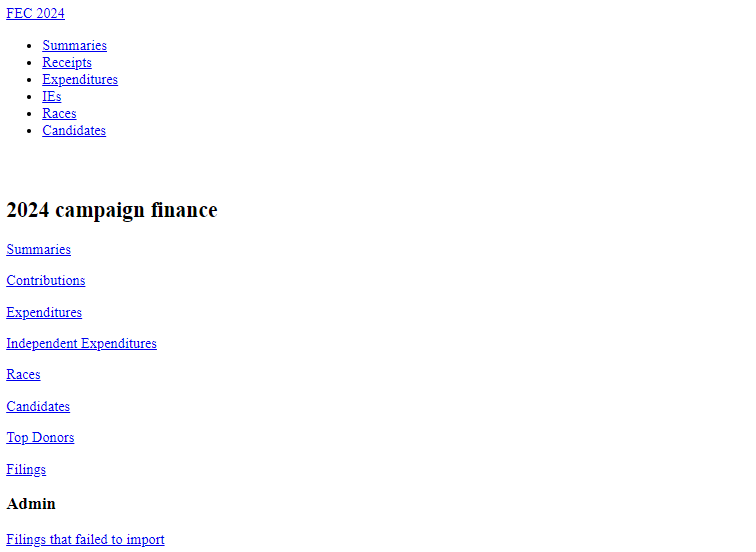 FEC 2024
Summaries
Receipts
Expenditures
IEs
Races
Candidates
2024 campaign finance
Summaries
Contributions
Expenditures
Independent Expenditures
Races
Candidates
Top Donors
Filings
Admin
Filings that failed to import